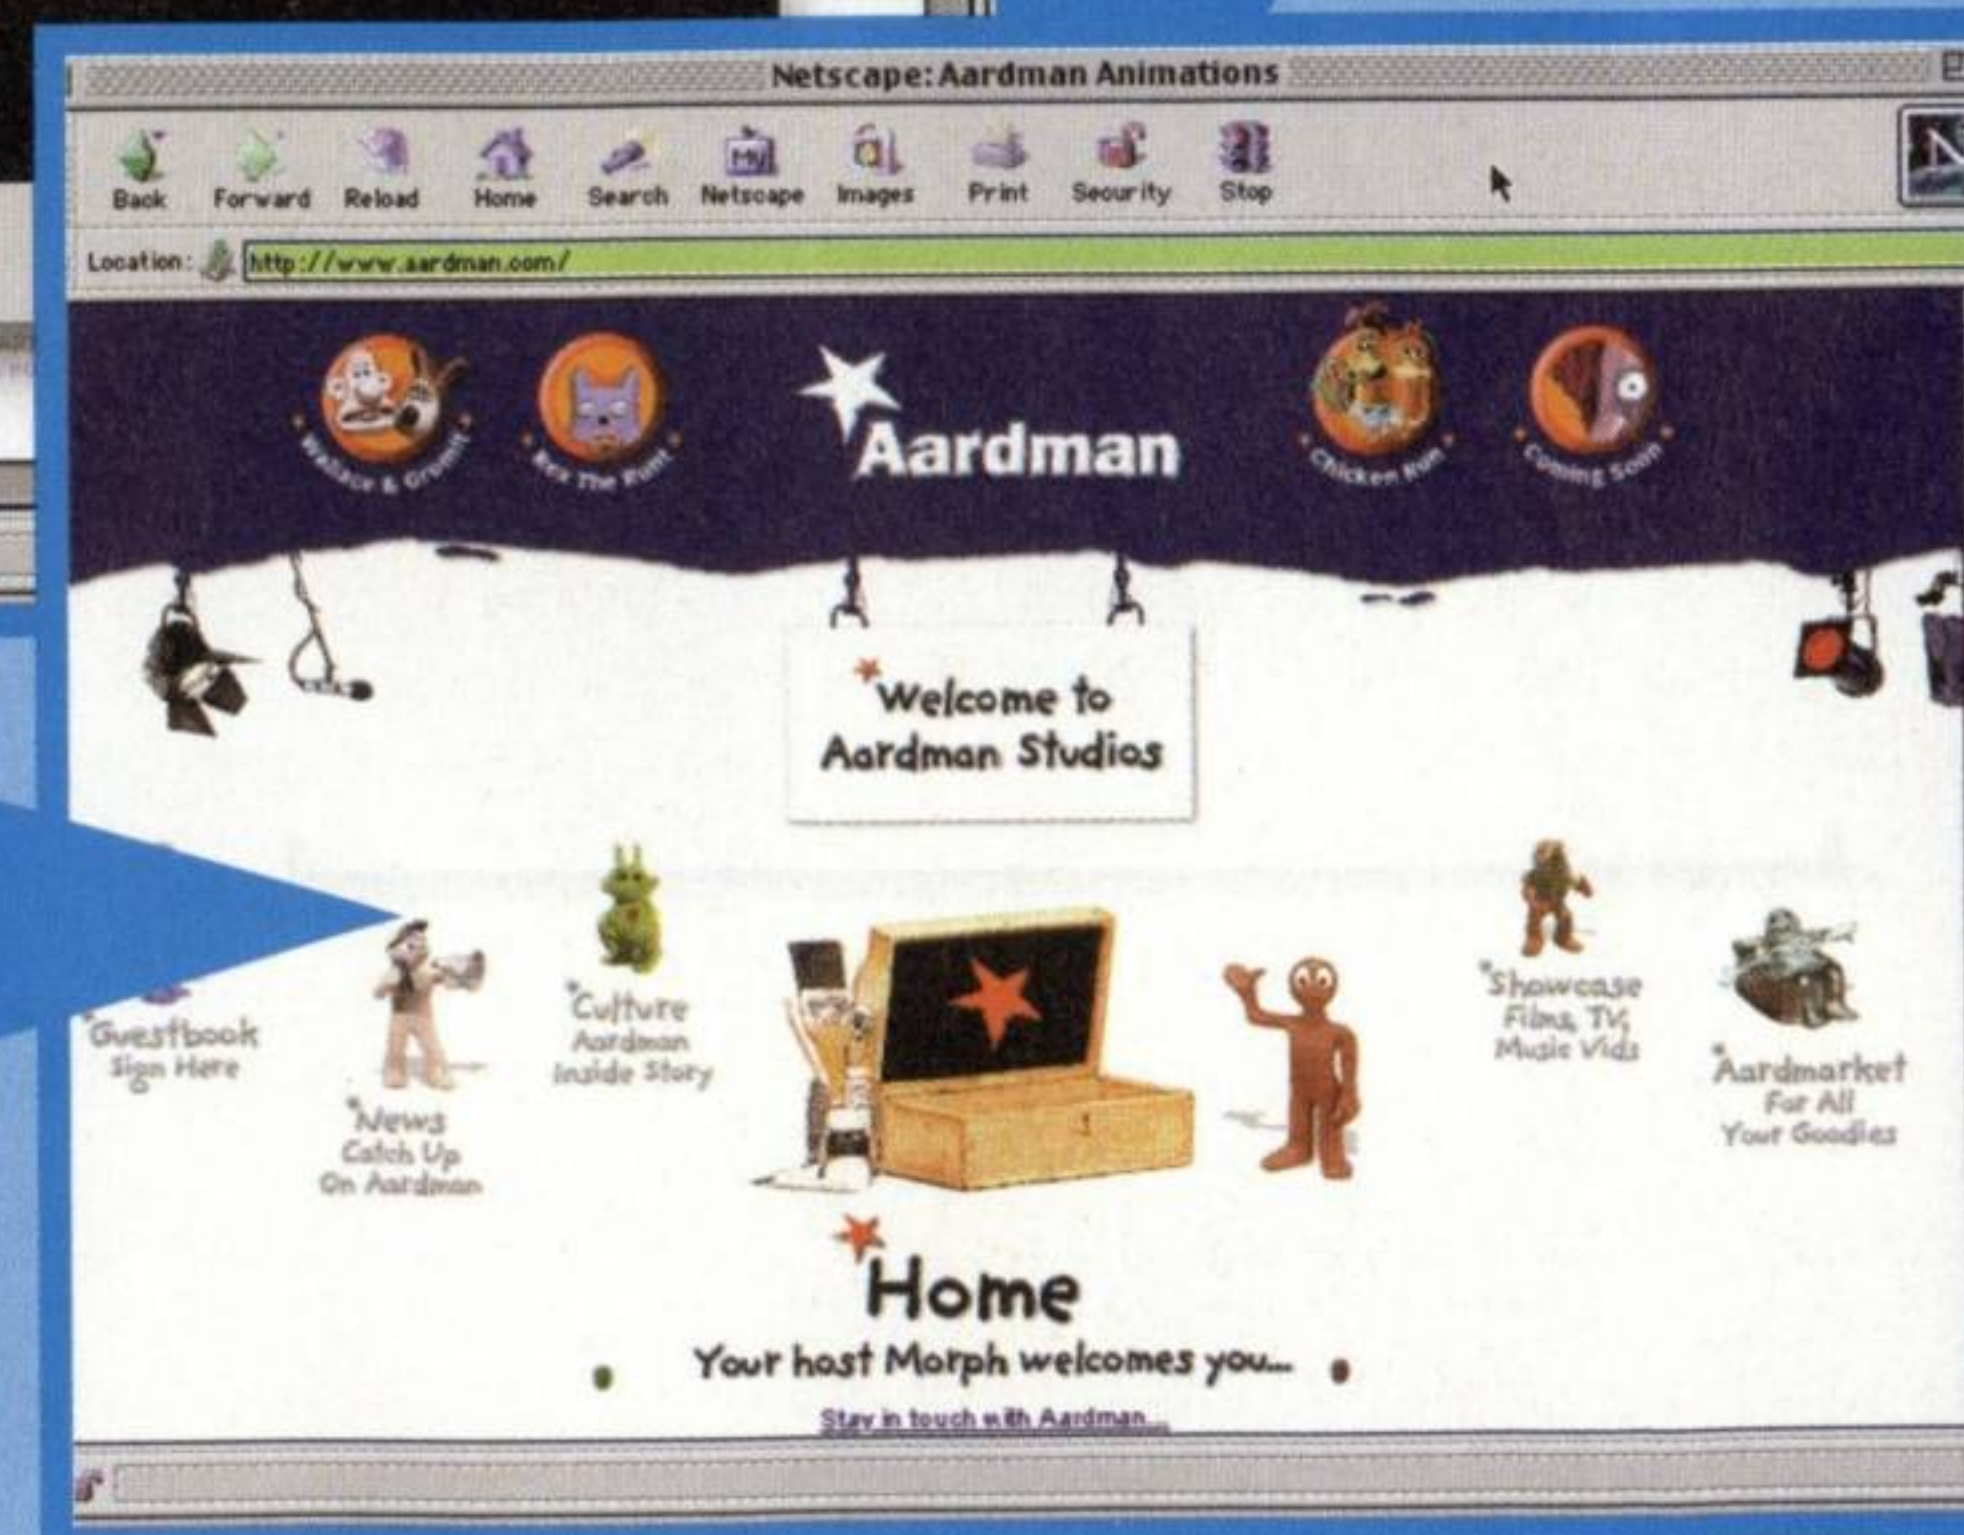 Netscape: Aardman Animations
Back Forward Reload Home Search Netscape Images Print Security Stop
My
N
Location: http://www.aardman.com/
Wallace & Gromit
Rex The Runt
Aardman
Chicken Run
Coming Soon
Welcome to
Aardman Studios
Guestbook
Sign Here
News
Catch Up
On Aardman
Culture
Aardman
Inside Story
Showcase
Films, TV,
Music Vids
Aardmarket
For All
Your Goodies
Home
Your host Morph welcomes you...
Stay in touch with Aardman...